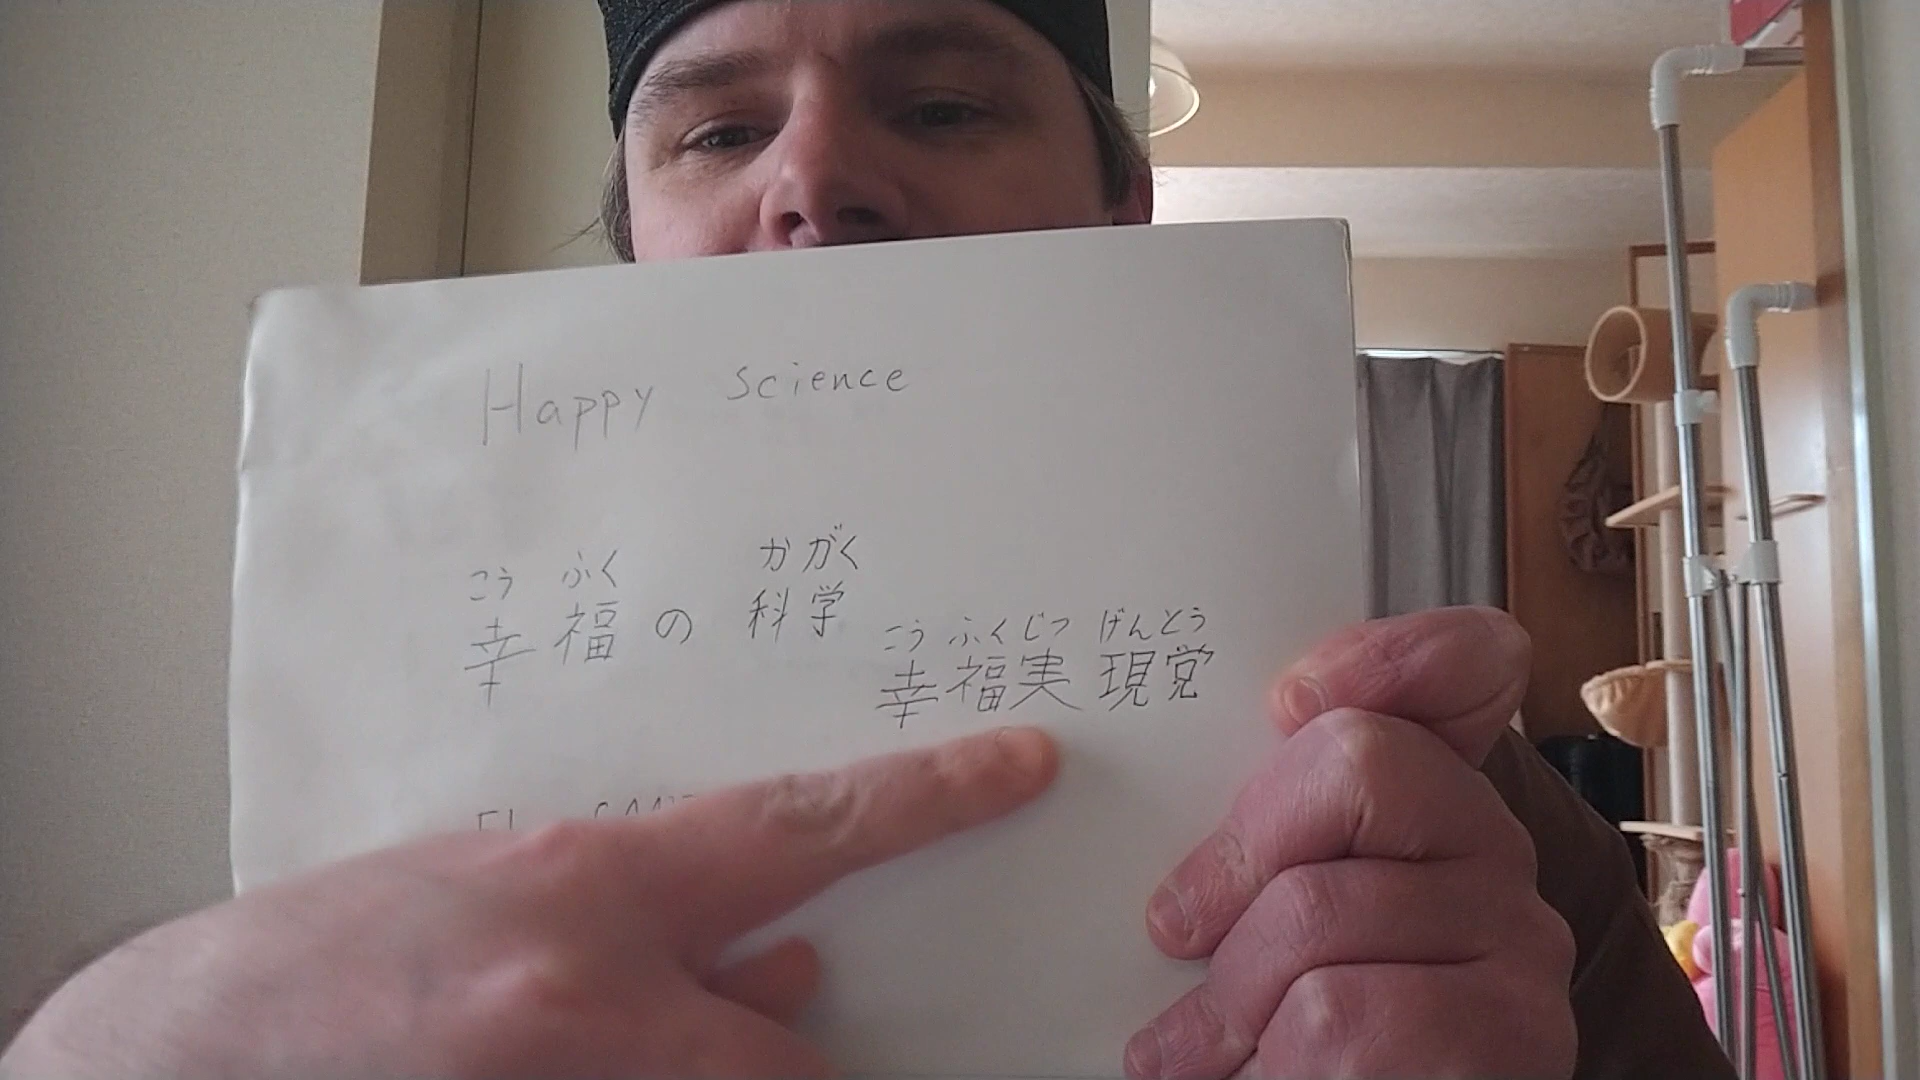 Happy Science
こう ふく かがく
幸福の 科学
こう ふく じつ げんとう
幸福実現党